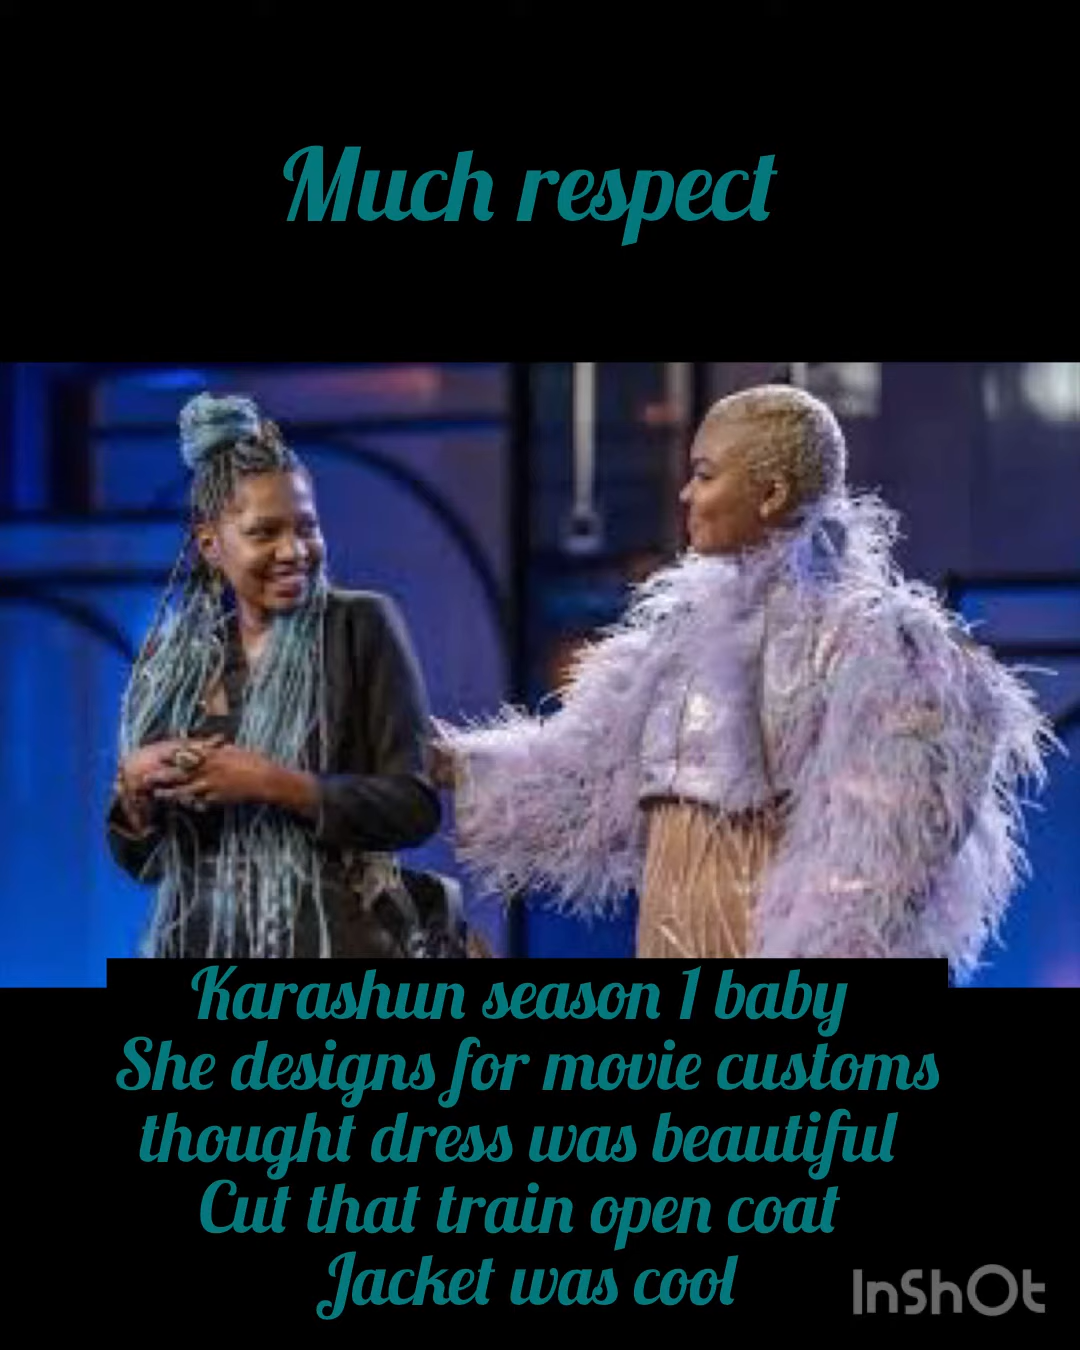 Much respect
Karashun season 1 baby
She designs for movie customs
thought dress was beautiful
Cut that train open coat
Jacket was cool
InShOt